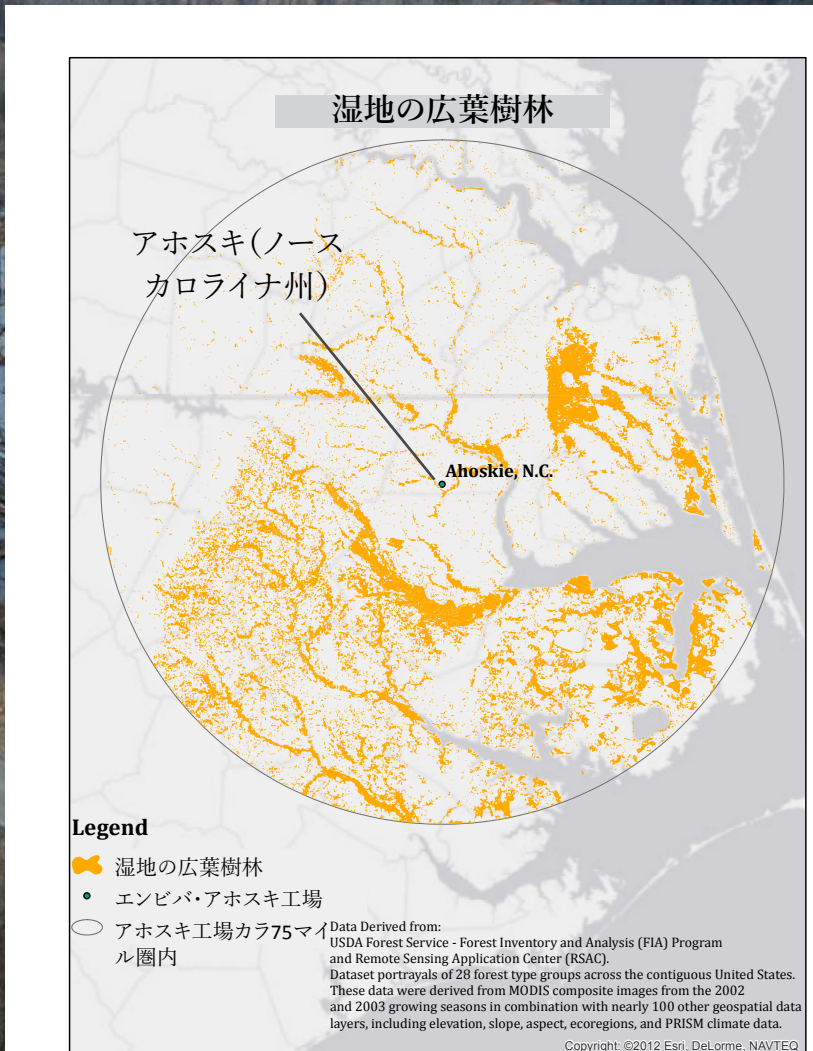 湿地の広葉樹林
アホスキ(ノース
カロライナ州)
Ahoskie, N.C.
Legend
湿地の広葉樹林
エンビバ・アホスキ工場
アホスキ工場カラ75マイ
ル圏内
Data Derived from:
USDA Forest Service - Forest Inventory and Analysis (FIA) Program
and Remote Sensing Application Center (RSAC).
Dataset portrayals of 28 forest type groups across the contiguous United States.
These data were derived from MODIS composite images from the 2002
and 2003 growing seasons in combination with nearly 100 other geospatial data
layers, including elevation, slope, aspect, ecoregions, and PRISM climate data.
Copyright: ©2012 Esri, DeLorme, NAVTEQ